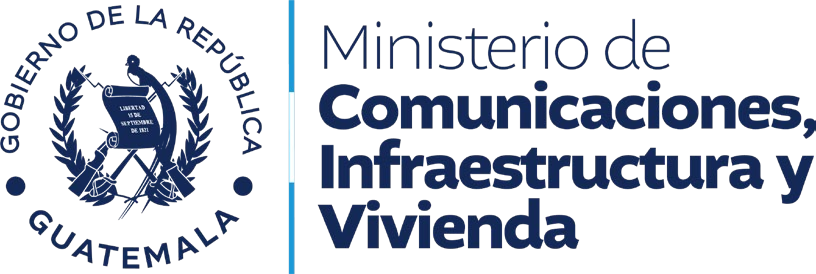 GOBIERNO DE LA REPÚBLICA
GUATEMALA
LIBERTAD
15 DE
SEPTIEMBRE
DE 1821
Ministerio de
Comunicaciones,
Infraestructura y
Vivienda